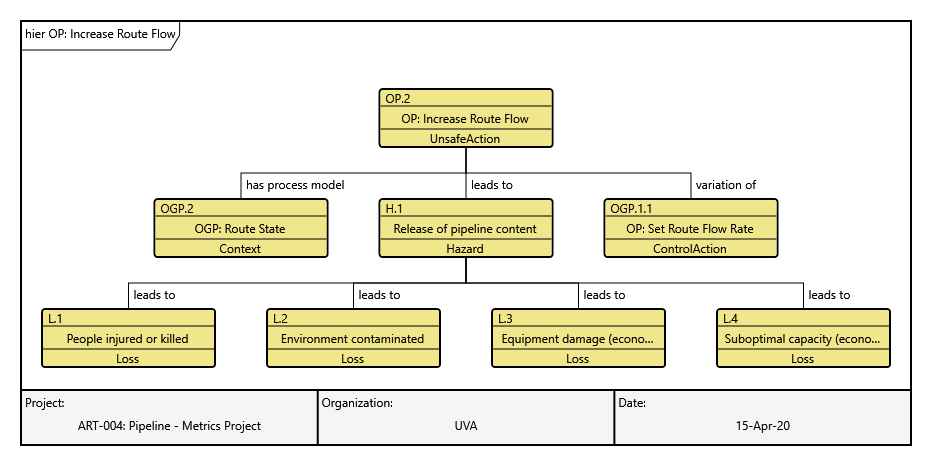 hier OP: Increase Route Flow
OP.2
OP: Increase Route Flow
UnsafeAction
has process model
leads to
variation of
OGP.2
OGP: Route State
Context
H.1
Release of pipeline content
Hazard
OGP.1.1
OP: Set Route Flow Rate
ControlAction
leads to
leads to
leads to
leads to
L.1
People injured or killed
Loss
L.2
Environment contaminated
Loss
L.3
Equipment damage (econo...
Loss
L.4
Suboptimal capacity (econo...
Loss
Project:
ART-004: Pipeline - Metrics Project
Organization:
UVA
Date:
15-Apr-20